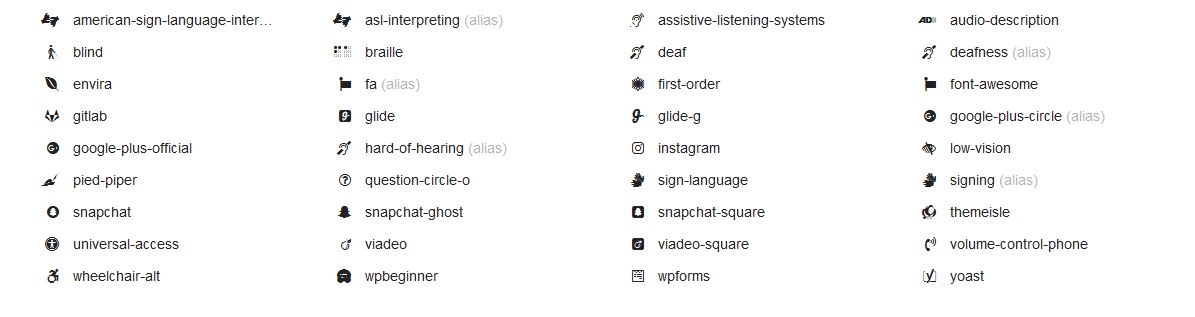 american-sign-language-inter… asl-interpreting (alias) assistive-listening-systems audio-description
blind braille deaf deafness (alias)
envira fa (alias) first-order font-awesome
gitlab glide glide-g google-plus-circle (alias)
google-plus-official hard-of-hearing (alias) instagram low-vision
pied-piper question-circle-o sign-language signing (alias)
snapchat snapchat-ghost snapchat-square themeisle
universal-access viadeo viadeo-square volume-control-phone
wheelchair-alt wpbeginner wpforms yoast